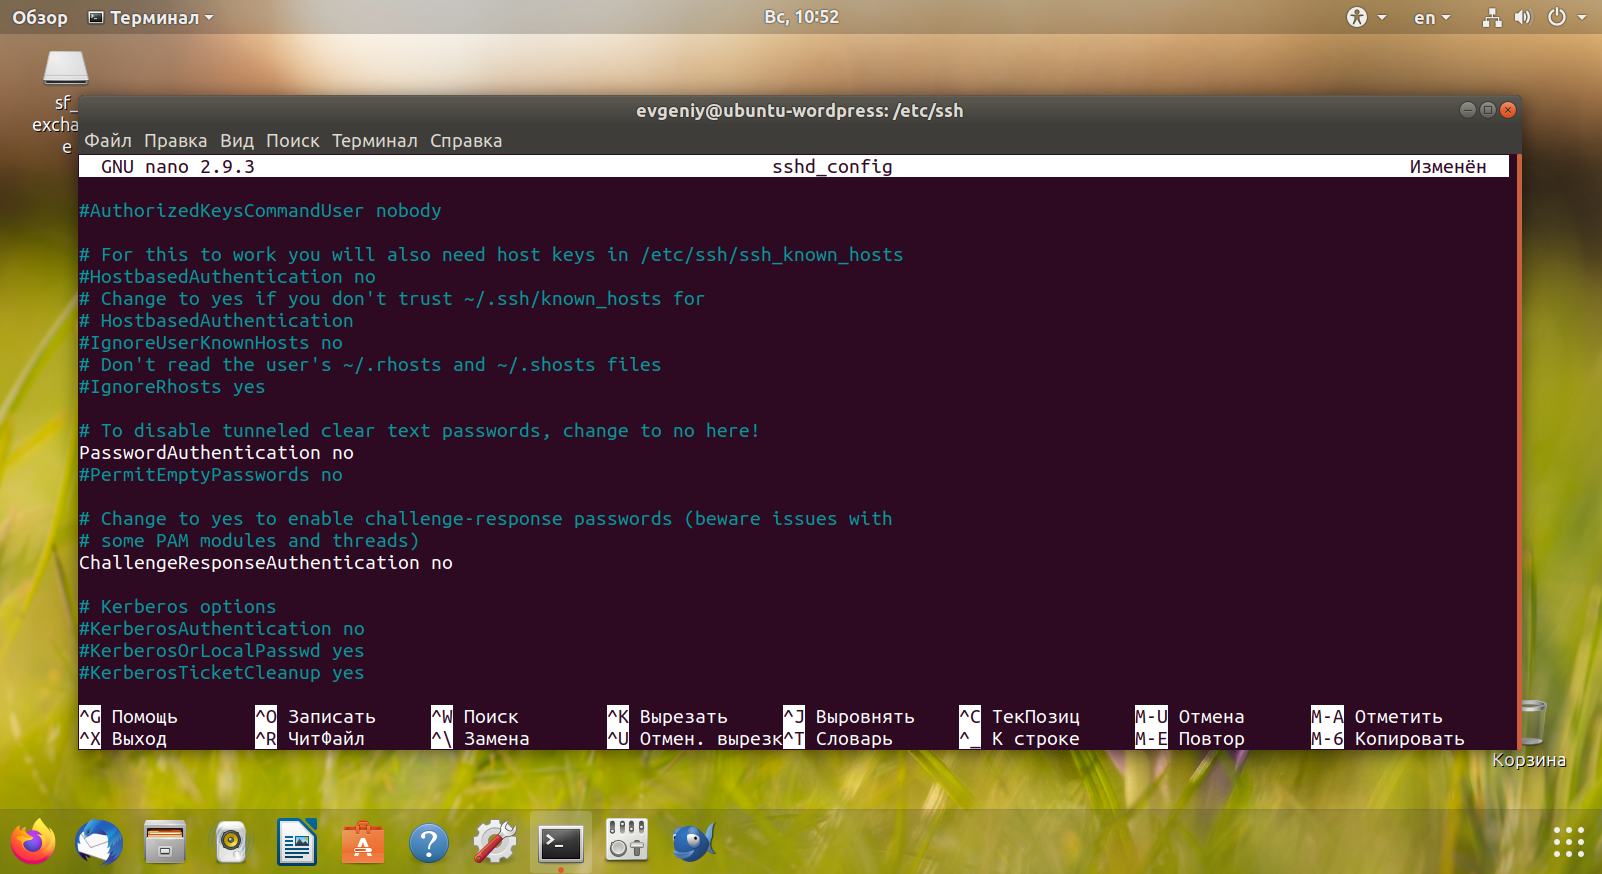 Обзор Терминал Вс, 10:52 en
sf_
excha
e
evgeniy@ubuntu-wordpress: /etc/ssh
Файл Правка Вид Поиск Терминал Справка
GNU nano 2.9.3 sshd_config Изменён
#AuthorizedKeysCommandUser nobody
# For this to work you will also need host keys in /etc/ssh/ssh_known_hosts
#HostbasedAuthentication no
# Change to yes if you don't trust ~/.ssh/known_hosts for
# HostbasedAuthentication
#IgnoreUserKnownHosts no
# Don't read the user's ~/.rhosts and ~/.shosts files
#IgnoreRhosts yes
# To disable tunneled clear text passwords, change to no here!
PasswordAuthentication no
#PermitEmptyPasswords no
# Change to yes to enable challenge-response passwords (beware issues with
# some PAM modules and threads)
ChallengeResponseAuthentication no
# Kerberos options
#KerberosAuthentication no
#KerberosOrLocalPasswd yes
#KerberosTicketCleanup yes
^G Помощь ^O Записать ^W Поиск ^K Вырезать ^J Выровнять ^C ТекПозиц M-U Отмена M-A Отметить
^X Выход ^R ЧитФайл ^\ Замена ^U Отмен. вырезк ^T Словарь ^_ К строке M-E Повтор M-6 Копировать
Корзина